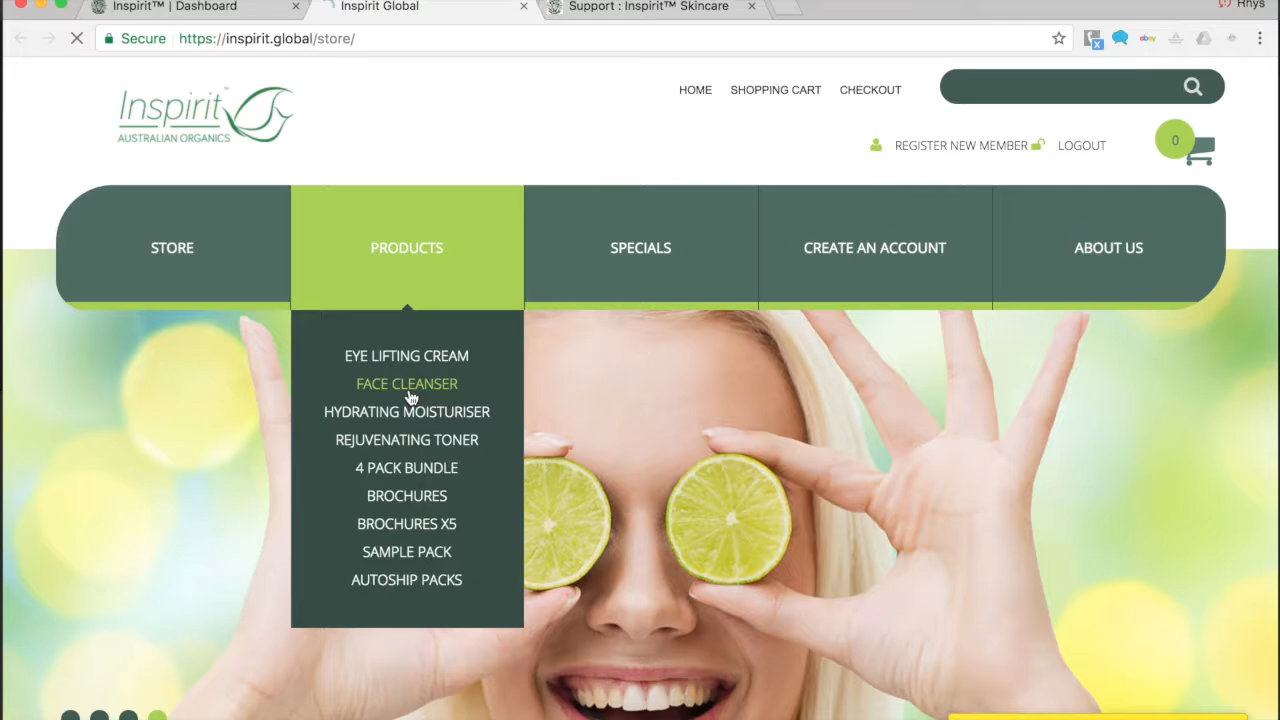 Inspirit™ | Dashboard
Inspirit Global
Support : Inspirit™ Skincare
Rhys
Secure https://inspirit.global/store/
ebay
Inspirit™
AUSTRALIAN ORGANICS
HOME SHOPPING CART CHECKOUT
REGISTER NEW MEMBER LOGOUT
0
STORE PRODUCTS SPECIALS CREATE AN ACCOUNT ABOUT US
EYE LIFTING CREAM
FACE CLEANSER
HYDRATING MOISTURISER
REJUVENATING TONER
4 PACK BUNDLE
BROCHURES
BROCHURES X5
SAMPLE PACK
AUTOSHIP PACKS